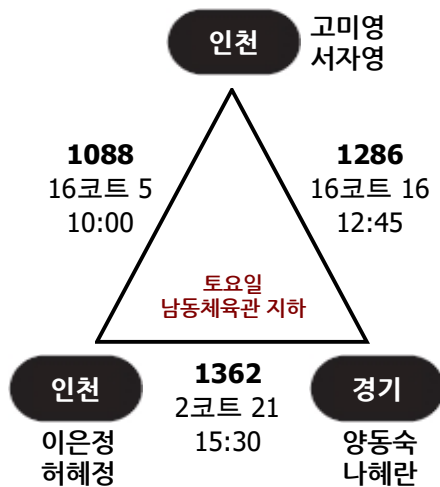 인천
고미영
서자영
1088
16코트 5
10:00
1286
16코트 16
12:45
토요일
남동체육관 지하
인천
이은정
허혜정
1362
2코트 21
15:30
경기
양동숙
나혜란